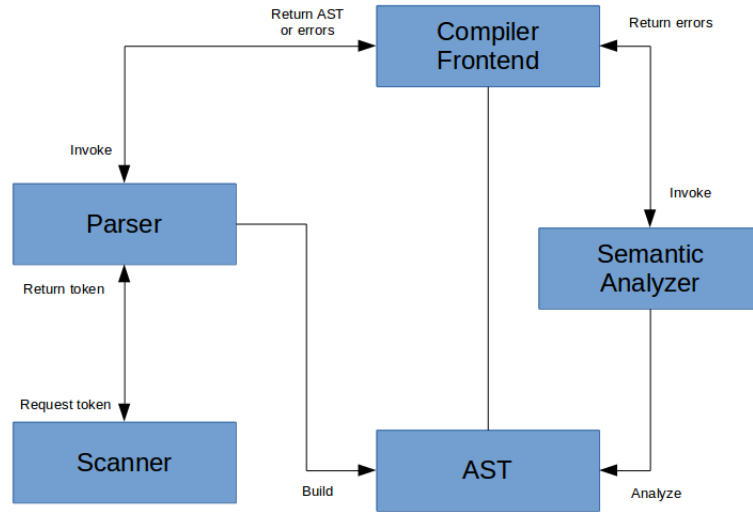 Return AST
or errors
Compiler
Frontend
Return errors
Invoke
Invoke
Parser
Semantic
Analyzer
Return token
Request token
Scanner
AST
Build
Analyze